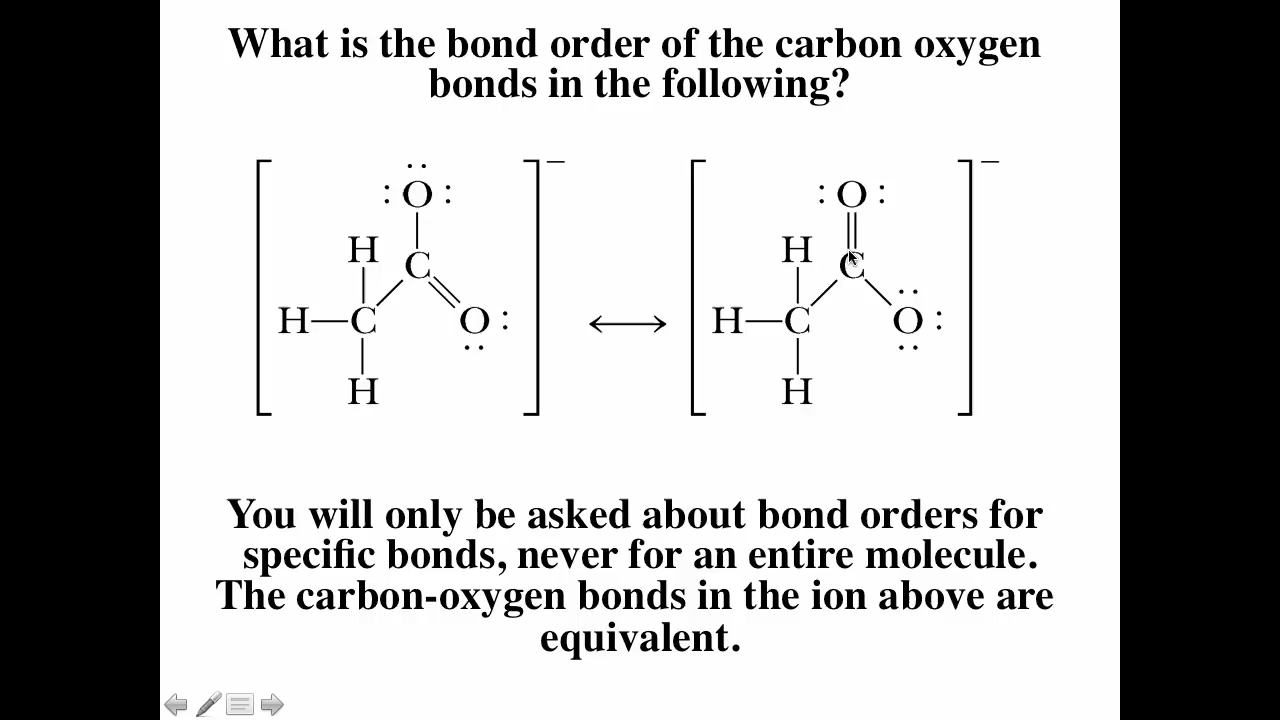 What is the bond order of the carbon oxygen
bonds in the following?
O
H
C
H
C
O
H
−
O
H
C
H
C
O
H
−
You will only be asked about bond orders for
specific bonds, never for an entire molecule.
The carbon-oxygen bonds in the ion above are
equivalent.